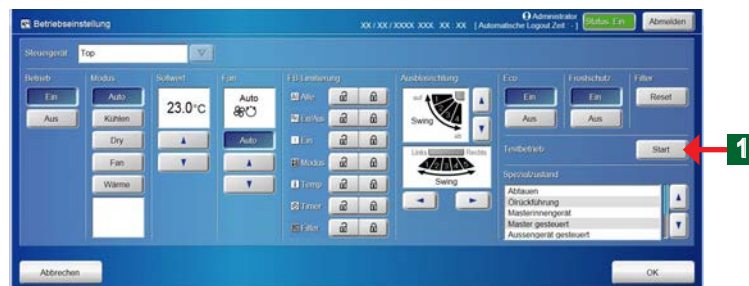 Betriebseinstellung
XX / XX / XXXX XXX XX : XX [Automatische Logout Zeit : - ]
Administrator
Status: Ein
Abmelden
Steuergerät Top
Betrieb
Ein
Aus
Modus
Auto
Kühlen
Dry
Fan
Wärme
Sollwert
23.0°C
Fan
Auto
Auto
FB-Limitierung
Alle
Ein/Aus
Ein
Modus
Temp
Timer
Filter
Ausblasrichtung
auf
Swing
ab
Links Rechts
Swing
Eco
Ein
Aus
Frostschutz
Ein
Aus
Filter
Reset
Testbetrieb
Start
1
Spezialzustand
Abtauen
Ölrückführung
Masterinnengerät
Master gesteuert
Aussengerät gesteuert
Abbrechen
OK